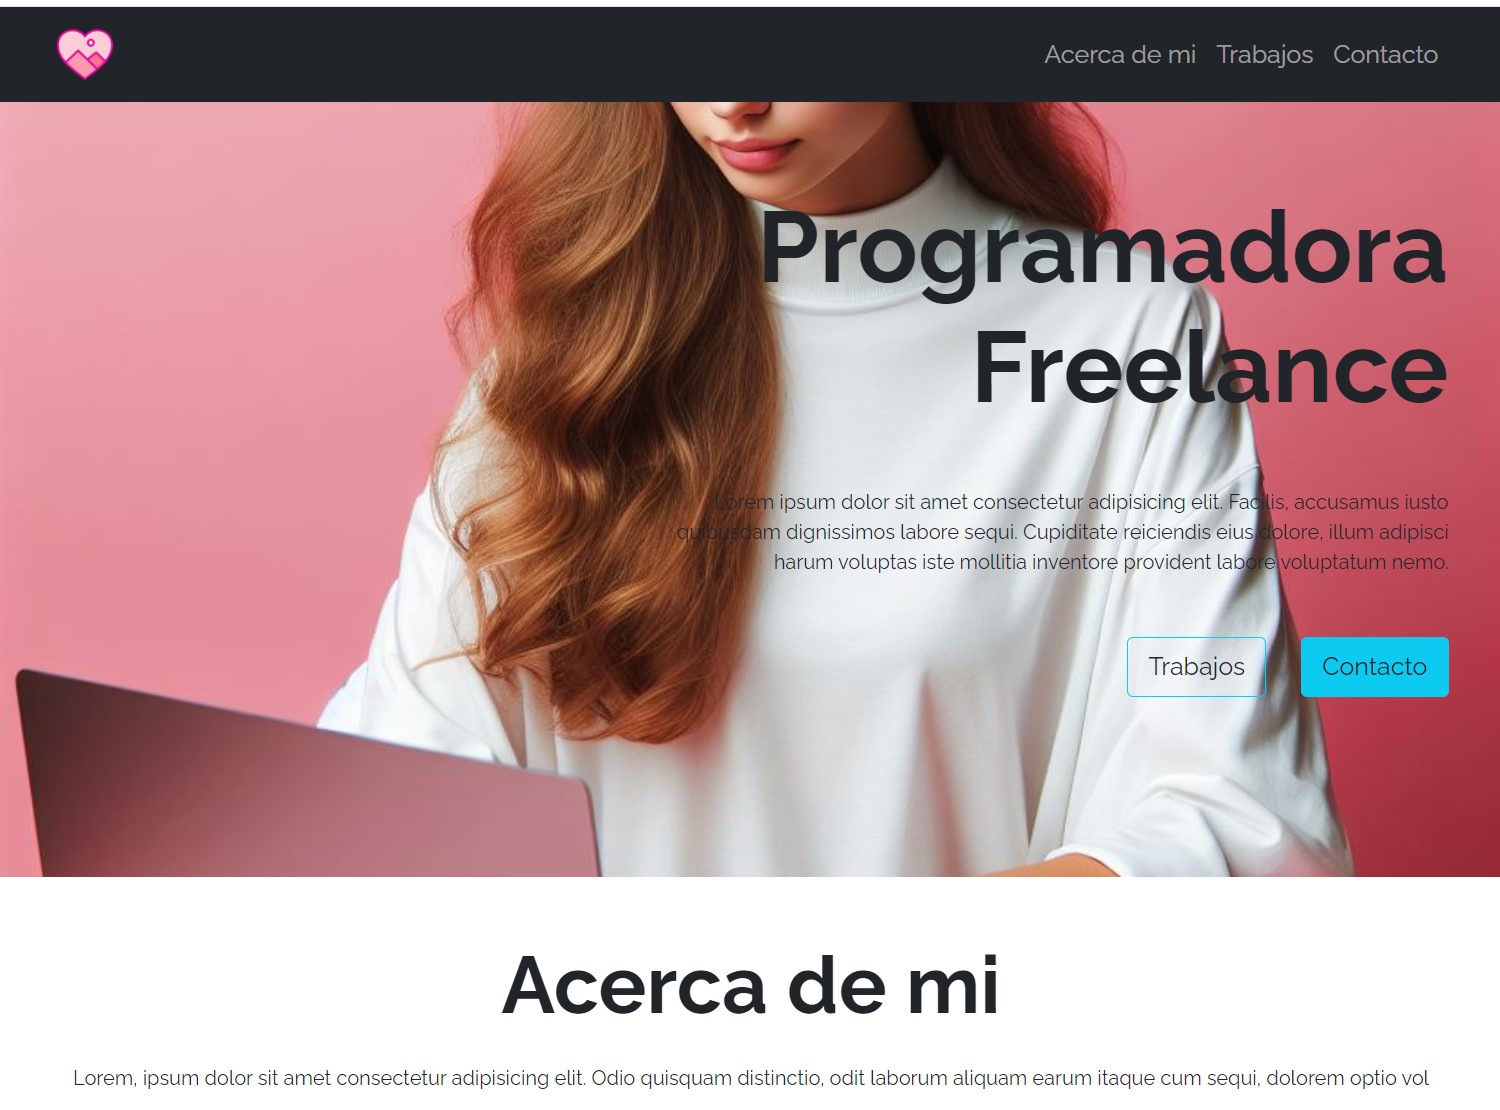 Acerca de mi Trabajos Contacto
Programadora
Freelance
Lorem ipsum dolor sit amet consectetur adipisicing elit. Facilis, accusamus iusto
quibusdam dignissimos labore sequi. Cupiditate reiciendis eius dolore, illum adipisci
harum voluptas iste mollitia inventore provident labore voluptatum nemo.
Trabajos Contacto
Acerca de mi
Lorem, ipsum dolor sit amet consectetur adipisicing elit. Odio quisquam distinctio, odit laborum aliquam earum itaque cum sequi, dolorem optio vol